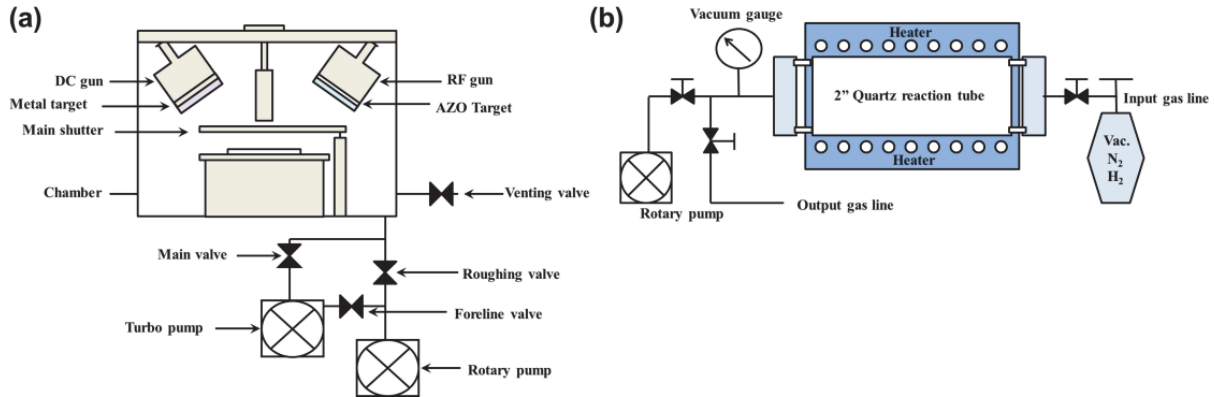 (a)
DC gun
Metal target
Main shutter
Chamber
RF gun
AZO Target
Venting valve
Main valve
Roughing valve
Foreline valve
Turbo pump
Rotary pump
(b)
Vacuum gauge
Heater
2” Quartz reaction tube
Heater
Input gas line
Vac.
N₂
H₂
Rotary pump
Output gas line